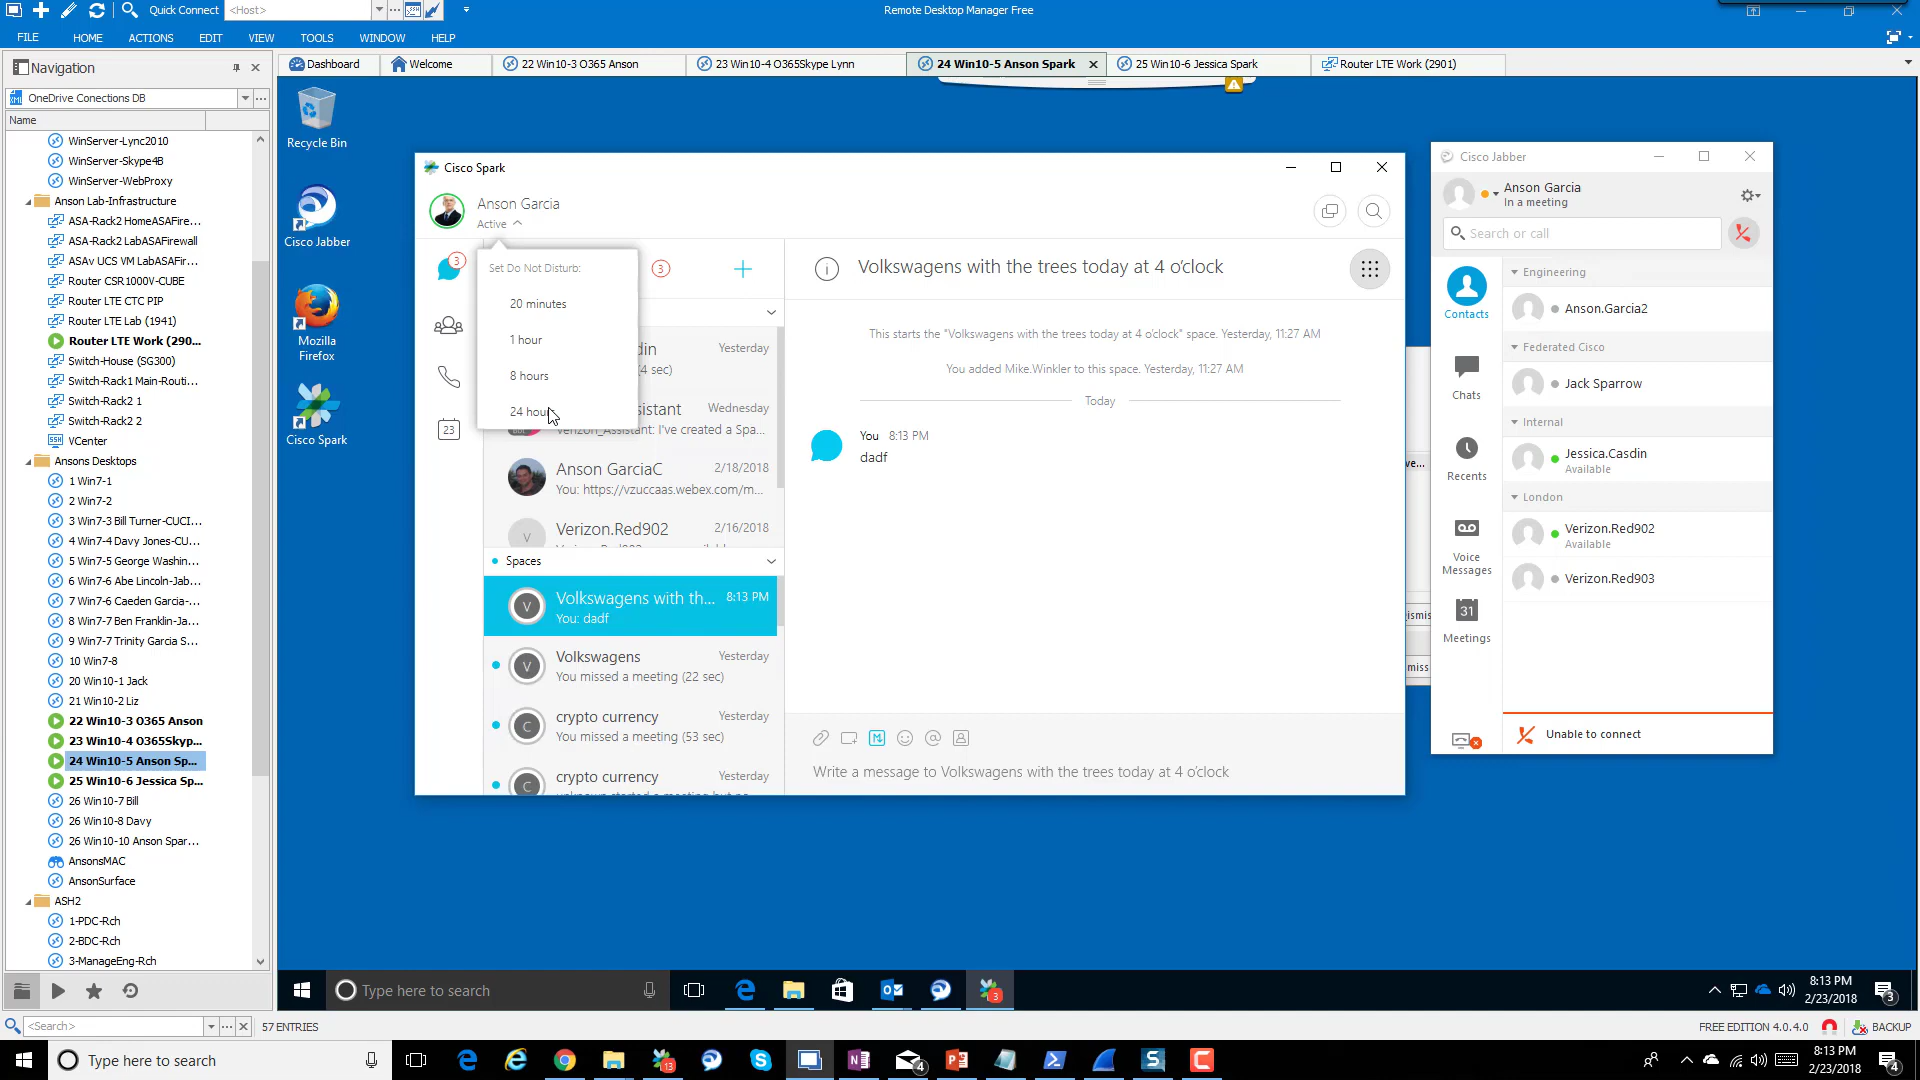 Quick Connect
<Host>
Remote Desktop Manager Free
FILE
HOME
ACTIONS
EDIT
VIEW
TOOLS
WINDOW
HELP
Navigation
Dashboard
Welcome
22 Win10-3 O365 Anson
23 Win10-4 O365Skype Lynn
24 Win10-5 Anson Spark
25 Win10-6 Jessica Spark
Router LTE Work (2901)
OneDrive Conections DB
Name
WinServer-Lync2010
WinServer-Skype4B
WinServer-WebProxy
Anson Lab-Infrastructure
ASA-Rack2 HomeASAFire...
ASA-Rack2 LabASAFirewall
ASAv UCS VM LabASAFir...
Router CSR1000V-CUBE
Router LTE CTC PIP
Router LTE Lab (1941)
Router LTE Work (290...
Switch-House (SG300)
Switch-Rack1 Main-Routi...
Switch-Rack2 1
Switch-Rack2 2
SSH
VCenter
Ansons Desktops
1 Win7-1
2 Win7-2
3 Win7-3 Bill Turner-CUCI...
4 Win7-4 Davy Jones-CU...
5 Win7-5 George Washin...
6 Win7-6 Abe Lincoln-Jab...
7 Win7-6 Caeden Garcia-...
8 Win7-6 Ben Franklin-Ja...
9 Win7-7 Trinity Garcia S...
10 Win7-8
20 Win10-1 Jack
21 Win10-2 Liz
22 Win10-3 O365 Anson
23 Win10-4 O365Skyp...
24 Win10-5 Anson Sp...
25 Win10-6 Jessica Sp...
26 Win10-7 Bill
26 Win10-8 Davy
26 Win10-10 Anson Spar...
AnsonsMAC
AnsonSurface
ASH2
1-PDC-Rch
2-BDC-Rch
3-ManageEng-Rch
<Search>
57 ENTRIES
FREE EDITION 4.0.4.0
BACKUP
Recycle Bin
Cisco Jabber
Mozilla
Firefox
Cisco Spark
Cisco Spark
Anson Garcia
Active
3
Set Do Not Disturb:
20 minutes
1 hour
8 hours
24 hou
3
23
din
Yesterday
(4 sec)
sistant
Wednesday
Verizon_Assistant: I've created a Spa...
Anson GarciaC
2/18/2018
You: https://vzuccaas.webex.com/m...
V
Verizon.Red902
2/16/2018
Spaces
V
Volkswagens with th...
8:13 PM
You: dadf
V
Volkswagens
Yesterday
You missed a meeting (22 sec)
C
crypto currency
Yesterday
You missed a meeting (53 sec)
C
crypto currency
Yesterday
Volkswagens with the trees today at 4 o'clock
This starts the "Volkswagens with the trees today at 4 o'clock" space. Yesterday, 11:27 AM
You added Mike.Winkler to this space. Yesterday, 11:27 AM
Today
You 8:13 PM
dadf
Write a message to Volkswagens with the trees today at 4 o'clock
ve...
ismis
miss
Cisco Jabber
Anson Garcia
In a meeting
Search or call
Contacts
Chats
Recents
Voice
Messages
31
Meetings
Engineering
Anson.Garcia2
Federated Cisco
Jack Sparrow
Internal
Jessica.Casdin
Available
London
Verizon.Red902
Available
Verizon.Red903
Unable to connect
Type here to search
3
8:13 PM
2/23/2018
3
Type here to search
13
4
8:13 PM
2/23/2018
4